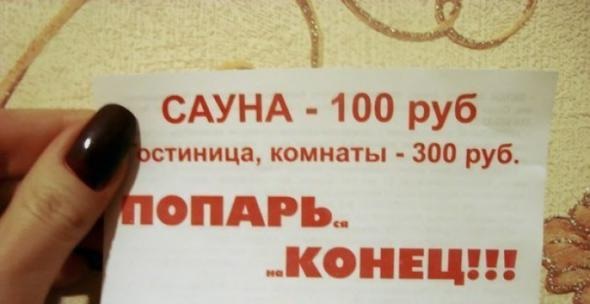 САУНА - 100 руб
остиница, комнаты - 300 руб.
ПОПАРЬся
наКОНЕЦ!!!